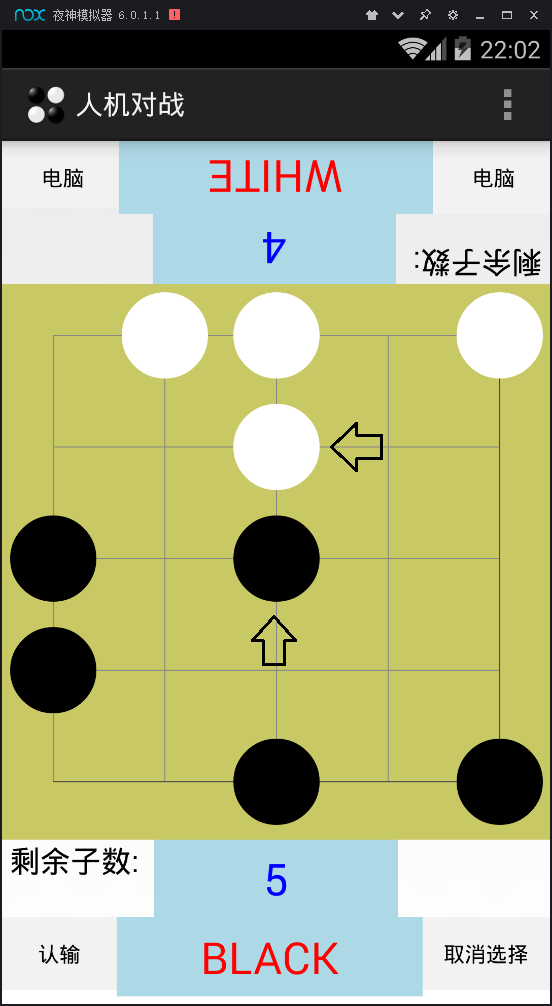 nox 夜神模拟器 6.0.1.1
22:02
人机对战
电脑 WHITE 电脑
4 剩余子数:
剩余子数: 5
认输 BLACK 取消选择